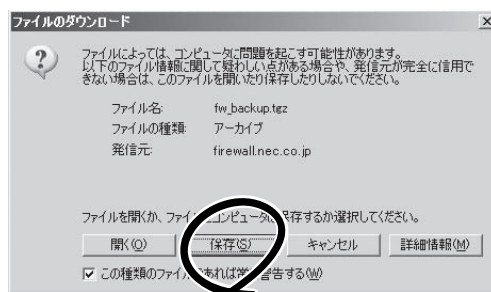 ファイルのダウンロード
ファイルによっては、コンピュータに問題を起こす可能性があります。
以下のファイル情報に関して疑わしい点がある場合や、発信元が完全に信用で
きない場合は、このファイルを開いたり保存したりしないでください。
ファイル名: fw_backup.tgz
ファイルの種類: アーカイブ
発信元: firewall.nec.co.jp
ファイルを開くか、ファイ コンピュータに保存するか選択してください。
開く(O) 保存(S) キャンセル 詳細情報(M)
この種類のファイル あれば常 警告する(W)